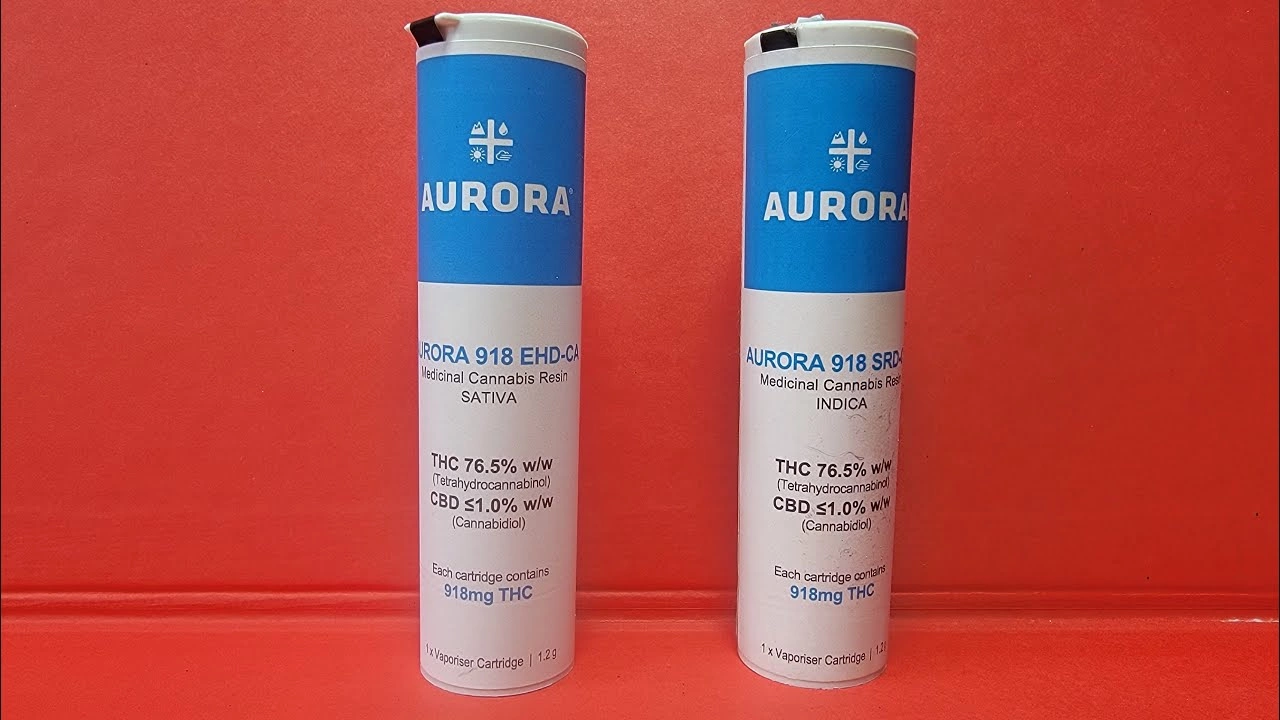 AURORA
URORA 918 EHD-CA
Medicinal Cannabis Resin
SATIVA
THC 76.5% w/w
(Tetrahydrocannabinol)
CBD ≤1.0% w/w
(Cannabidiol)
Each cartridge contains
918mg THC
1 x Vaporiser Cartridge | 1.2 g
AURORA
AURORA 918 SRD-C
Medicinal Cannabis Resin
INDICA
THC 76.5% w/w
(Tetrahydrocannabinol)
CBD ≤1.0% w/w
(Cannabidiol)
Each cartridge contains
918mg THC
1 x Vaporiser Cartridge | 1.2 g